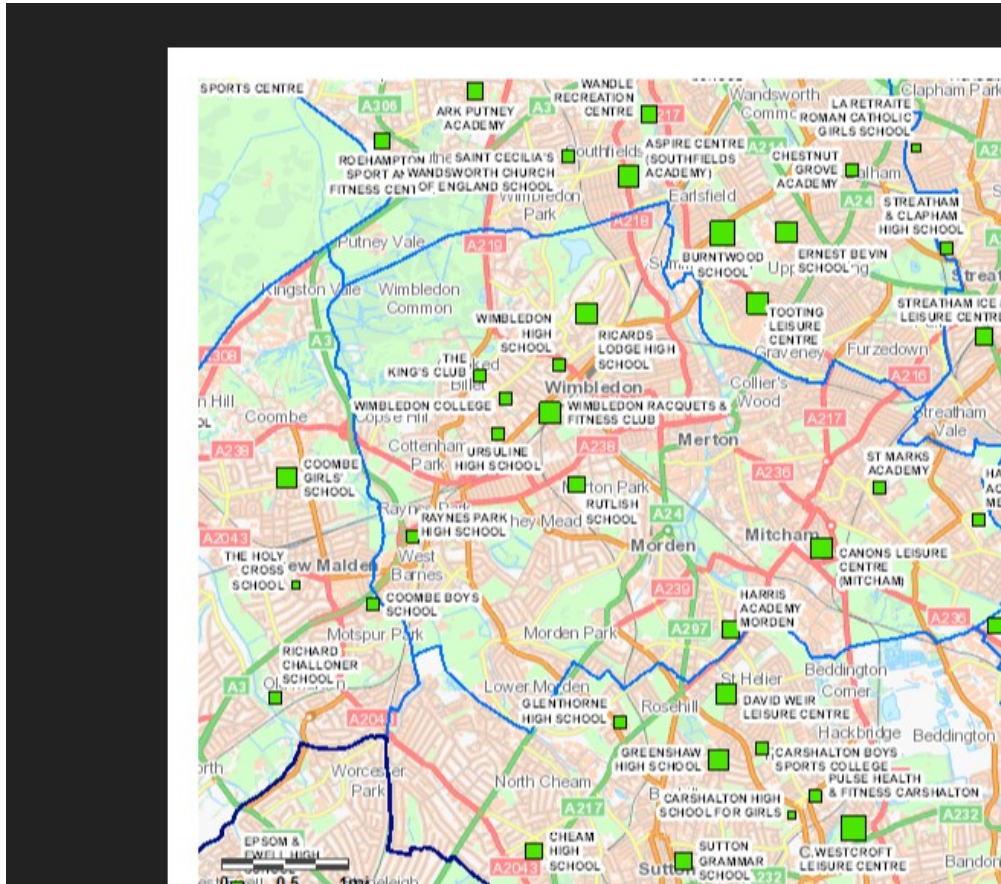 SPORTS CENTRE
A306
ARK PUTNEY
ACADEMY
A3
WANDLE
RECREATION
CENTRE
217
Wandsworth
Clapham Park
LA RETRAITE
ROMAN CATHOLIC
GIRLS SCHOOL
ROEHAMPTON
FITNESS CENT
SAINT CECILIA'S
WANDSWORTH CHURCH
OF ENGLAND SCHOOL
Southfields
ASPIRE CENTRE
(SOUTHFIELDS
ACADEMY)
CHESTNUT
GROVE
ACADEMY
A24
Wimbledon
Park
Earlsfield
A218
STREATHAM
& CLAPHAM
HIGH SCHOOL
Putney Vale
A219
BURNTWOOD
SCHOOL
ERNEST BEVIN
SCHOOL
Kingston Vale
Wimbledon
Common
TOOTING
LEISURE
CENTRE
STREATHAM ICE &
LEISURE CENTRE
WIMBLEDON
HIGH
SCHOOL
RICARDS
LODGE HIGH
SCHOOL
A3
A308
Graveney
Furzedown
THE
KING'S CLUB
Wimbledon
Collier's
Wood
A216
Coombe
Copse Hill
WIMBLEDON COLLEGE
WIMBLEDON RACQUETS &
FITNESS CLUB
A217
Streatham
Vale
A238
Cottenham
Park
URSULINE
HIGH SCHOOL
A238
Merton
ST MARKS
ACADEMY
COOMBE
GIRLS'
SCHOOL
A236
Merton Park
RUTLISH
SCHOOL
RAYNES PARK
HIGH SCHOOL
A24
A2043
Morden
Mitcham
THE HOLY
CROSS
SCHOOL
West
Barnes
CANONS LEISURE
CENTRE
(MITCHAM)
COOMBE BOYS
SCHOOL
A239
HARRIS
ACADEMY
MORDEN
A236
Motspur Park
Morden Park
A297
RICHARD
CHALLONER
SCHOOL
A3
Lower Morden
St Helier
Beddington
Corner
GLENTHORNE
HIGH SCHOOL
Rosehill
DAVID WEIR
LEISURE CENTRE
Hackbridge
Beddington
Worcester
Park
GREENSHAW
HIGH SCHOOL
CARSHALTON BOYS
SPORTS COLLEGE
North Cheam
PULSE HEALTH
& FITNESS CARSHALTON
A217
CARSHALTON HIGH
SCHOOL FOR GIRLS
A232
EPSOM &
EWELL HIGH
CHEAM
HIGH
SCHOOL
A2043
SUTTON
GRAMMAR
SCHOOL
232
WESTCROFT
LEISURE CENTRE
0 0.5 1mi